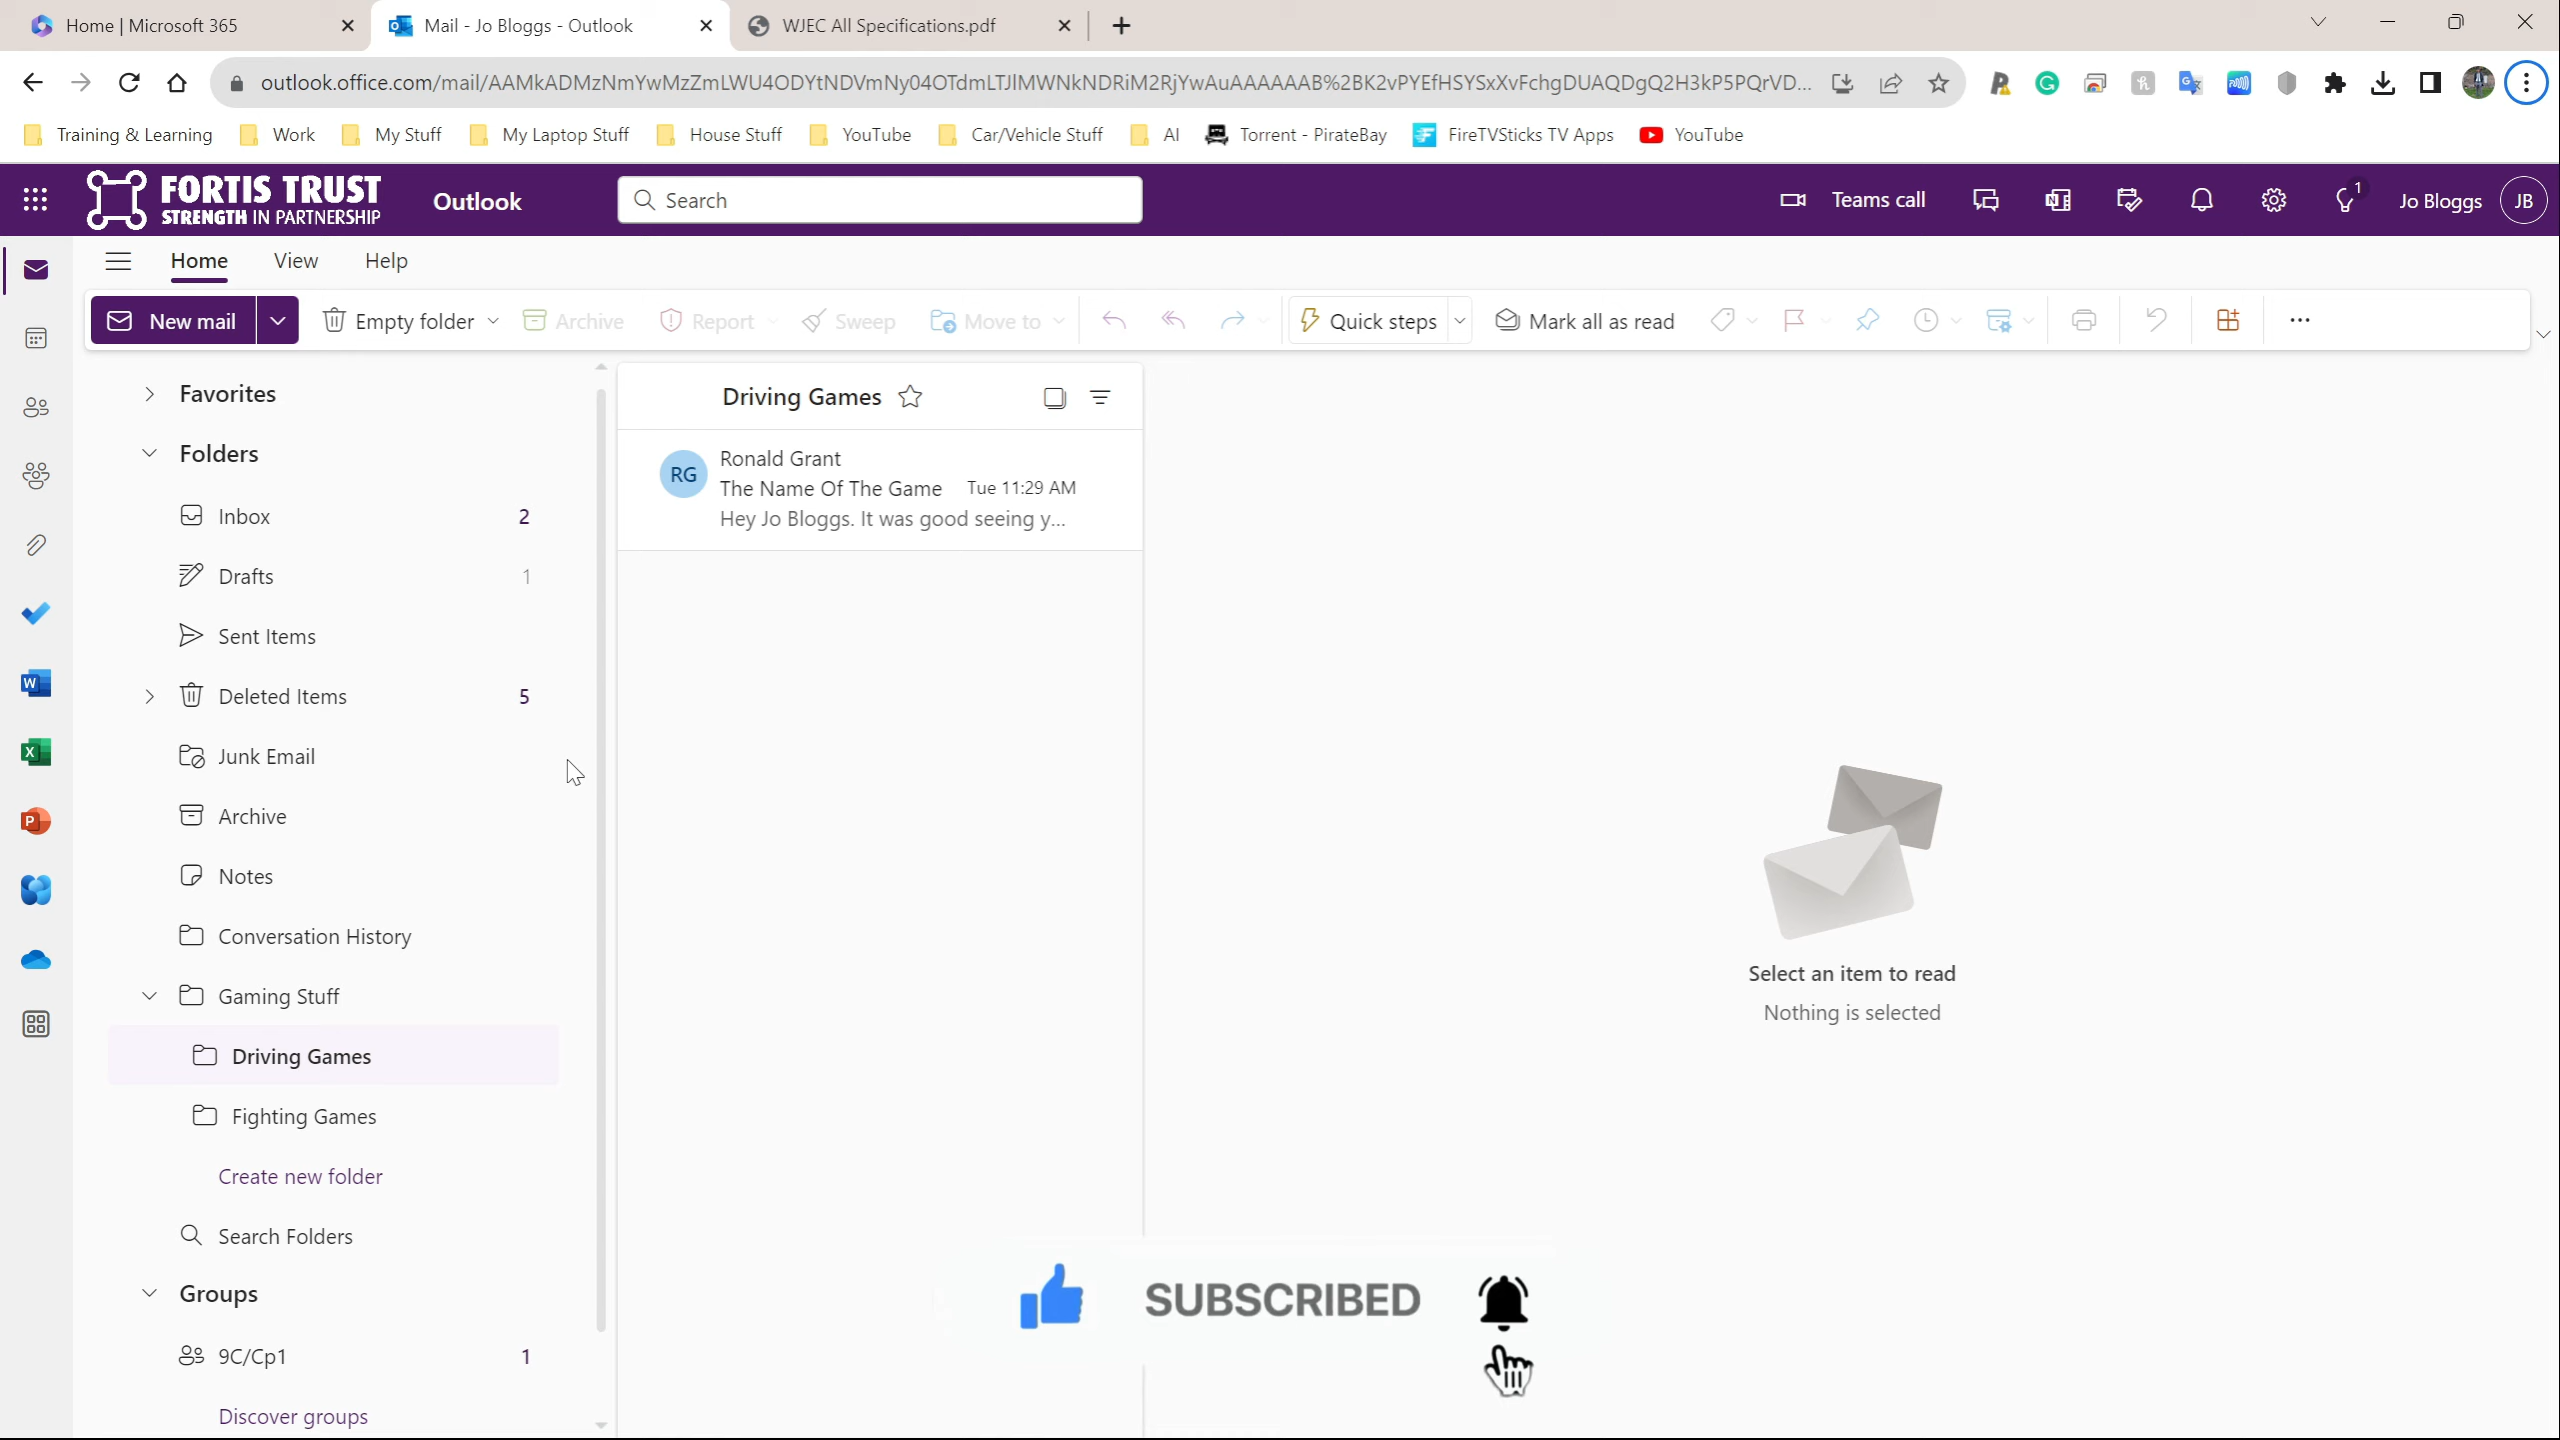 Home | Microsoft 365
Mail - Jo Bloggs - Outlook
WJEC All Specifications.pdf
Training & Learning
Work
My Stuff
My Laptop Stuff
House Stuff
YouTube
Car/Vehicle Stuff
AI
Torrent - PirateBay
FireTVSticks TV Apps
YouTube
FORTIS TRUST
STRENGTH IN PARTNERSHIP
Outlook
Search
Teams call
1
Jo Bloggs
JB
Home
View
Help
New mail
Empty folder
Archive
Report
Sweep
Move to
Quick steps
Mark all as read
Favorites
Folders
Inbox 2
Drafts 1
Sent Items
Deleted Items 5
Junk Email
Archive
Notes
Conversation History
Gaming Stuff
Driving Games
Fighting Games
Create new folder
Search Folders
Groups
9C/Cp1 1
Discover groups
Driving Games
RG
Ronald Grant
The Name Of The Game Tue 11:29 AM
Hey Jo Bloggs. It was good seeing y...
Select an item to read
Nothing is selected
SUBSCRIBED